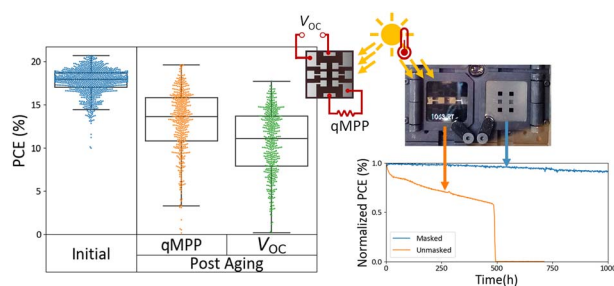 PCE (%)
20
15
10
5
0
Initial
qMPP
VOC
Post Aging
VOC
qMPP
Normalized PCE (%)
1.0
0.5
0.0
Masked
Unmasked
0
250
500
750
1000
Time(h)